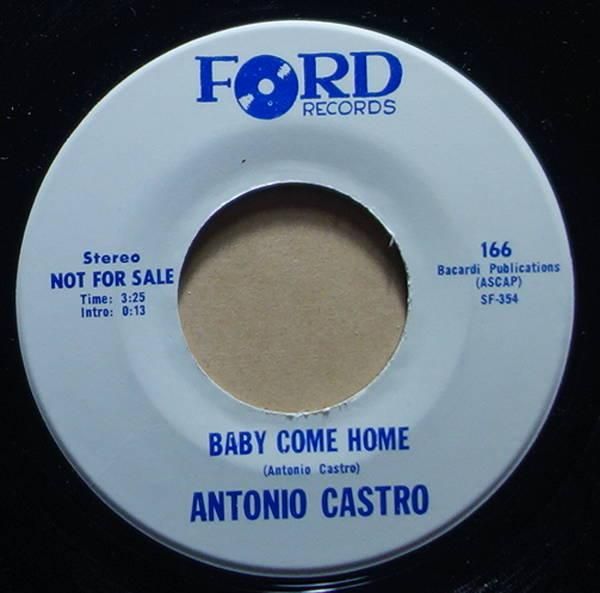 FORD
RECORDS
Stereo
NOT FOR SALE
Time: 3:25
Intro: 0:13
166
Bacardi Publications
(ASCAP)
SF-354
BABY COME HOME
(Antonio Castro)
ANTONIO CASTRO